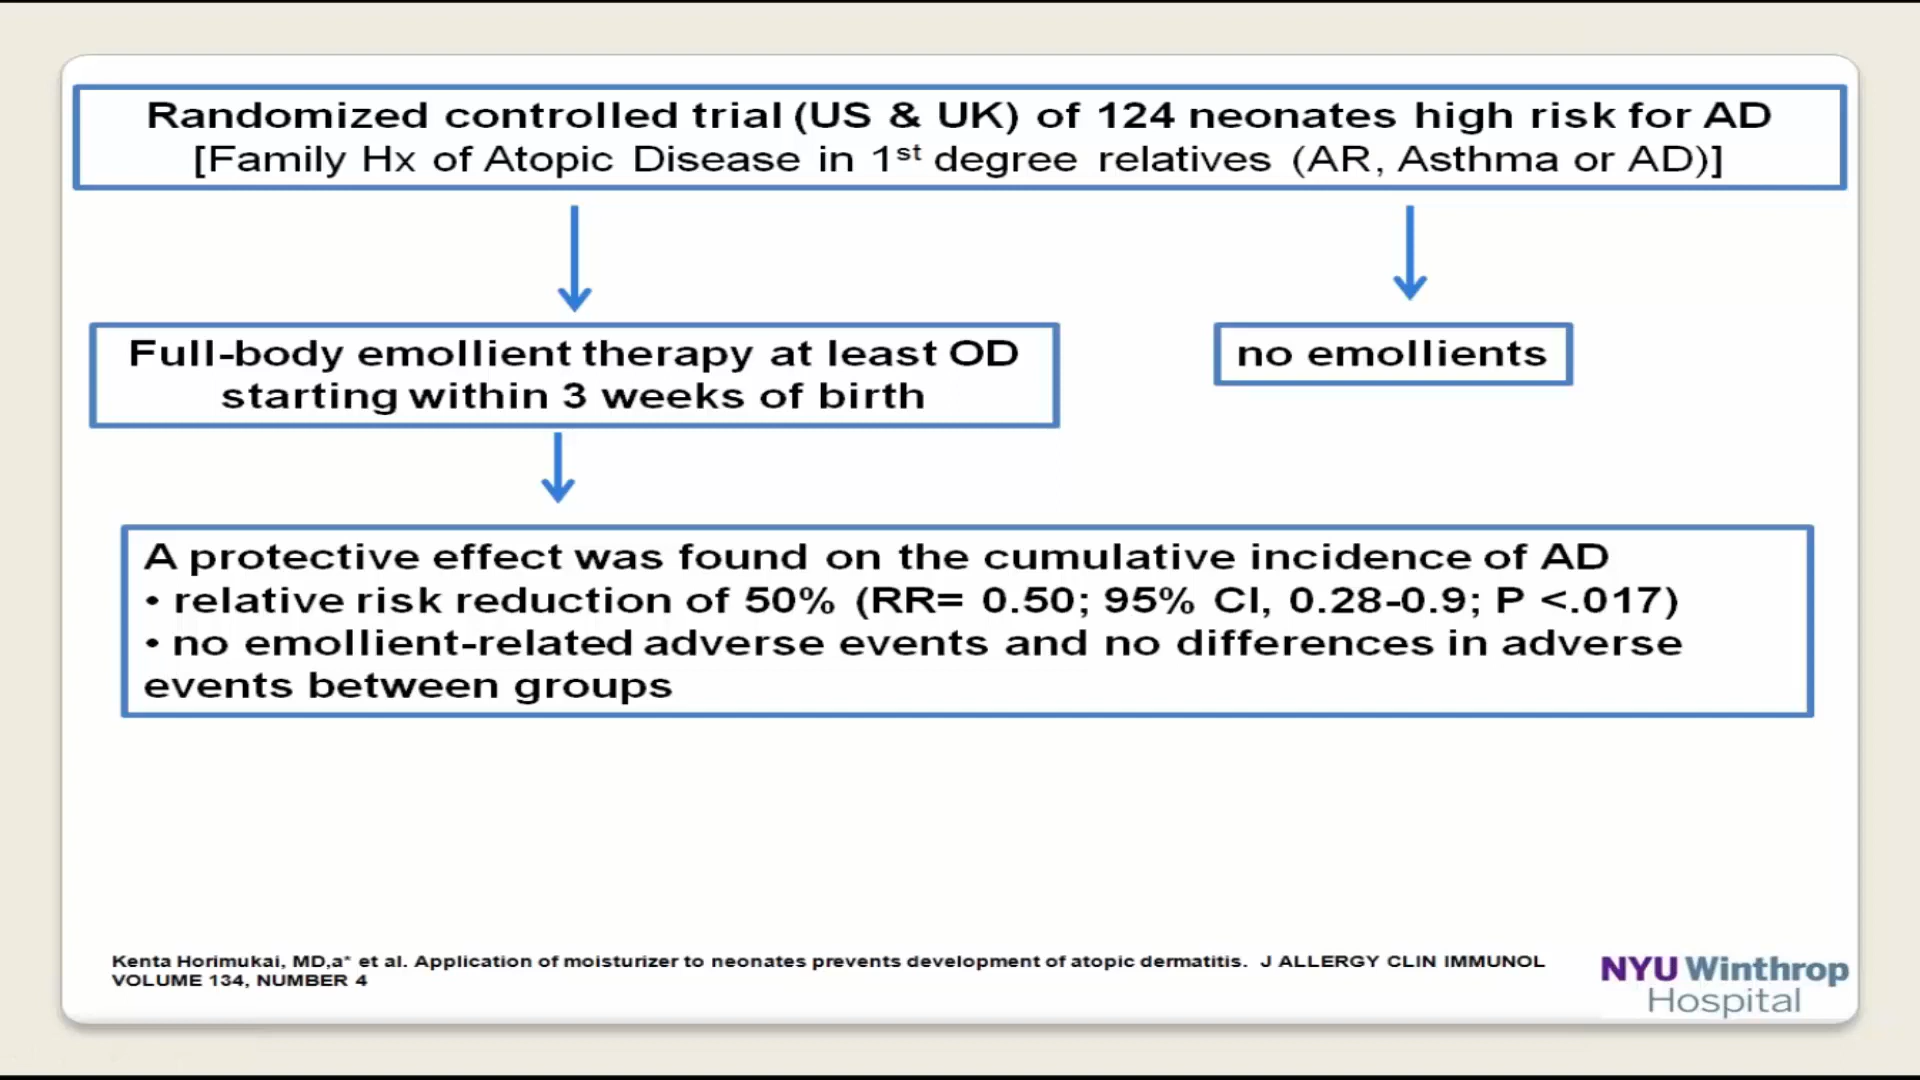 Randomized controlled trial (US & UK) of 124 neonates high risk for AD
[Family Hx of Atopic Disease in 1st degree relatives (AR, Asthma or AD)]
Full-body emollient therapy at least OD
starting within 3 weeks of birth
no emollients
A protective effect was found on the cumulative incidence of AD
• relative risk reduction of 50% (RR= 0.50; 95% CI, 0.28-0.9; P <.017)
• no emollient-related adverse events and no differences in adverse
events between groups
Kenta Horimukai, MD,a* et al. Application of moisturizer to neonates prevents development of atopic dermatitis. J ALLERGY CLIN IMMUNOL
VOLUME 134, NUMBER 4
NYU Winthrop
Hospital